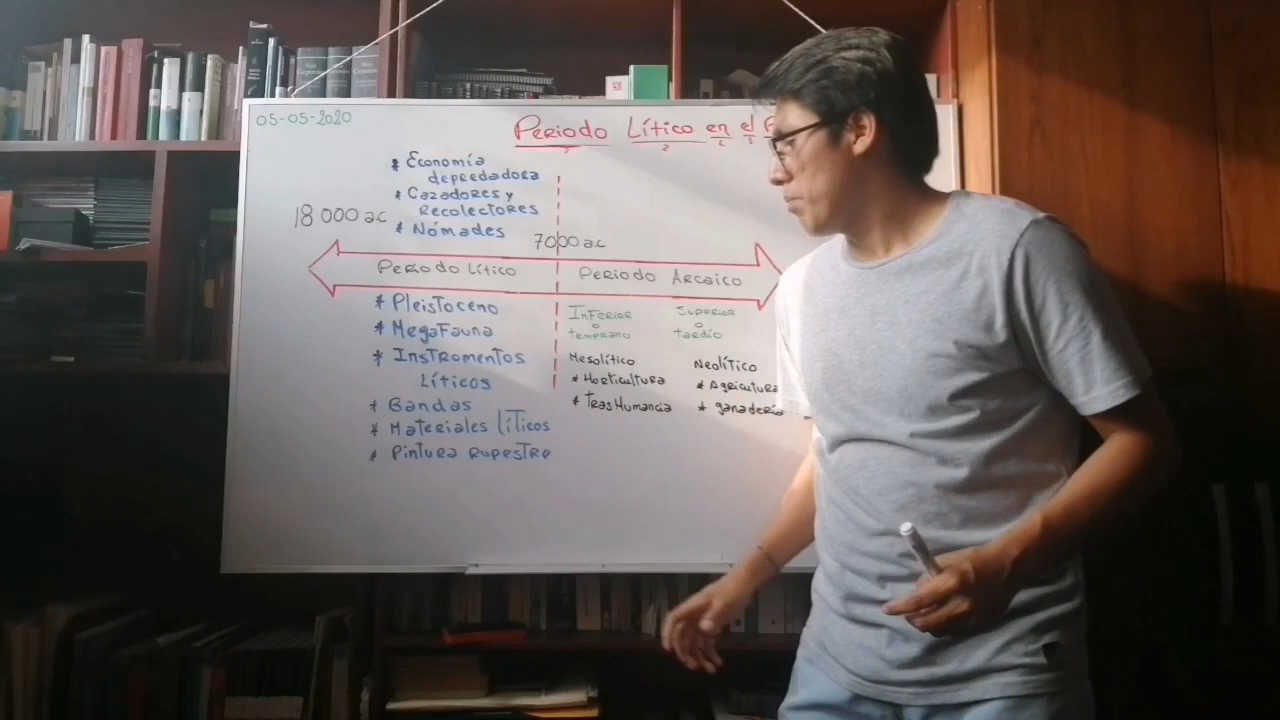 05-05-2020
Periodo Lítico en el
* Economía
depredadora
* Cazadores y
Recolectores
* Nómades
18 000 a.c
7000 a.c
Periodo Lítico
Periodo Arcaico
* Pleistoceno
* MegaFauna
* Instromentos
Líticos
* Bandas
* Materiales líticos
* Pintura rupestre
Inferior
o
temprano
Mesolítico
* Horticultura
* TrasHumancia
Superior
o
tardío
Neolítico
* Agricultura
* ganadería